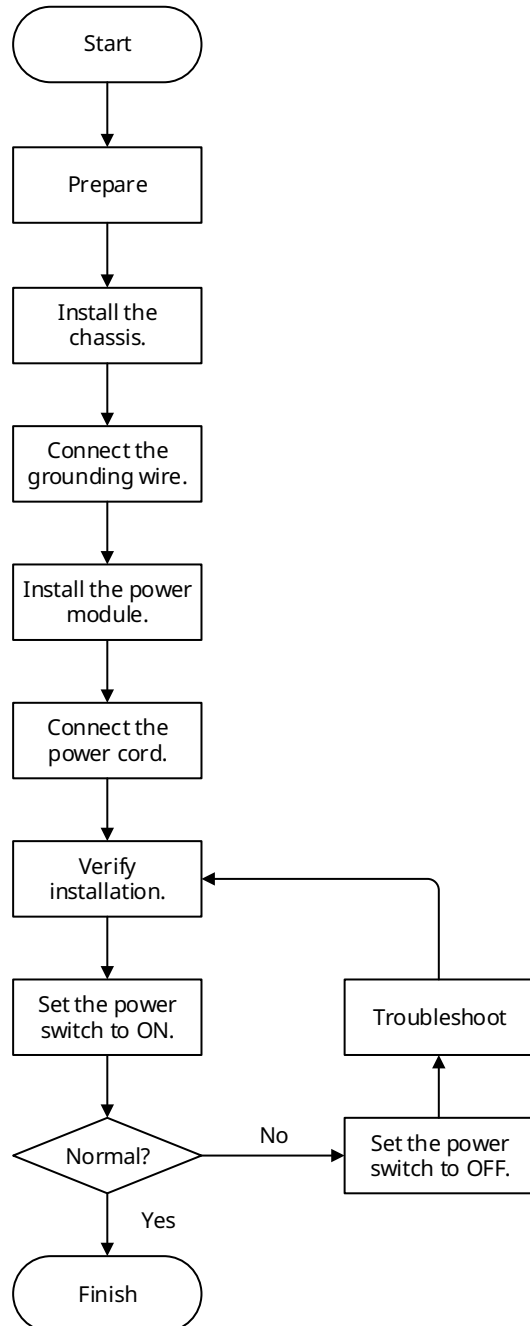 Start
Prepare
Install the
chassis.
Connect the
grounding wire.
Install the power
module.
Connect the
power cord.
Verify
installation.
Set the power
switch to ON.
Troubleshoot
Normal?
No
Set the power
switch to OFF.
Yes
Finish